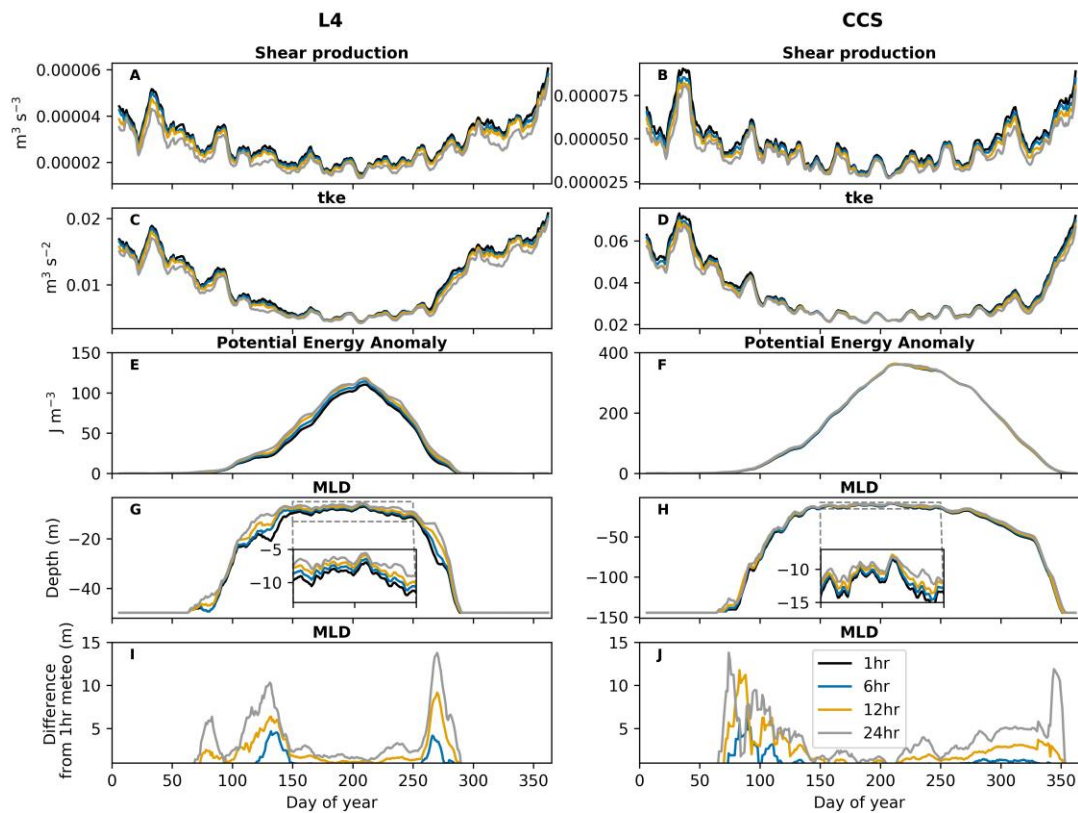 L4 CCS
Shear production Shear production
A B
0.00006
0.00004
0.00002
m³ s⁻³
0.000075
0.000050
0.000025
tke tke
C D
0.02
0.01
m³ s⁻²
0.06
0.04
0.02
Potential Energy Anomaly Potential Energy Anomaly
E F
150
100
50
0
J m⁻³
400
200
0
MLD MLD
G H
−20
−40
Depth (m)
−5
−10
−50
−100
−150
−10
−15
MLD MLD
I J
15
10
5
Difference
from 1hr meteo (m)
15
10
5
1hr
6hr
12hr
24hr
0 50 100 150 200 250 300 350 0 50 100 150 200 250 300 350
Day of year Day of year